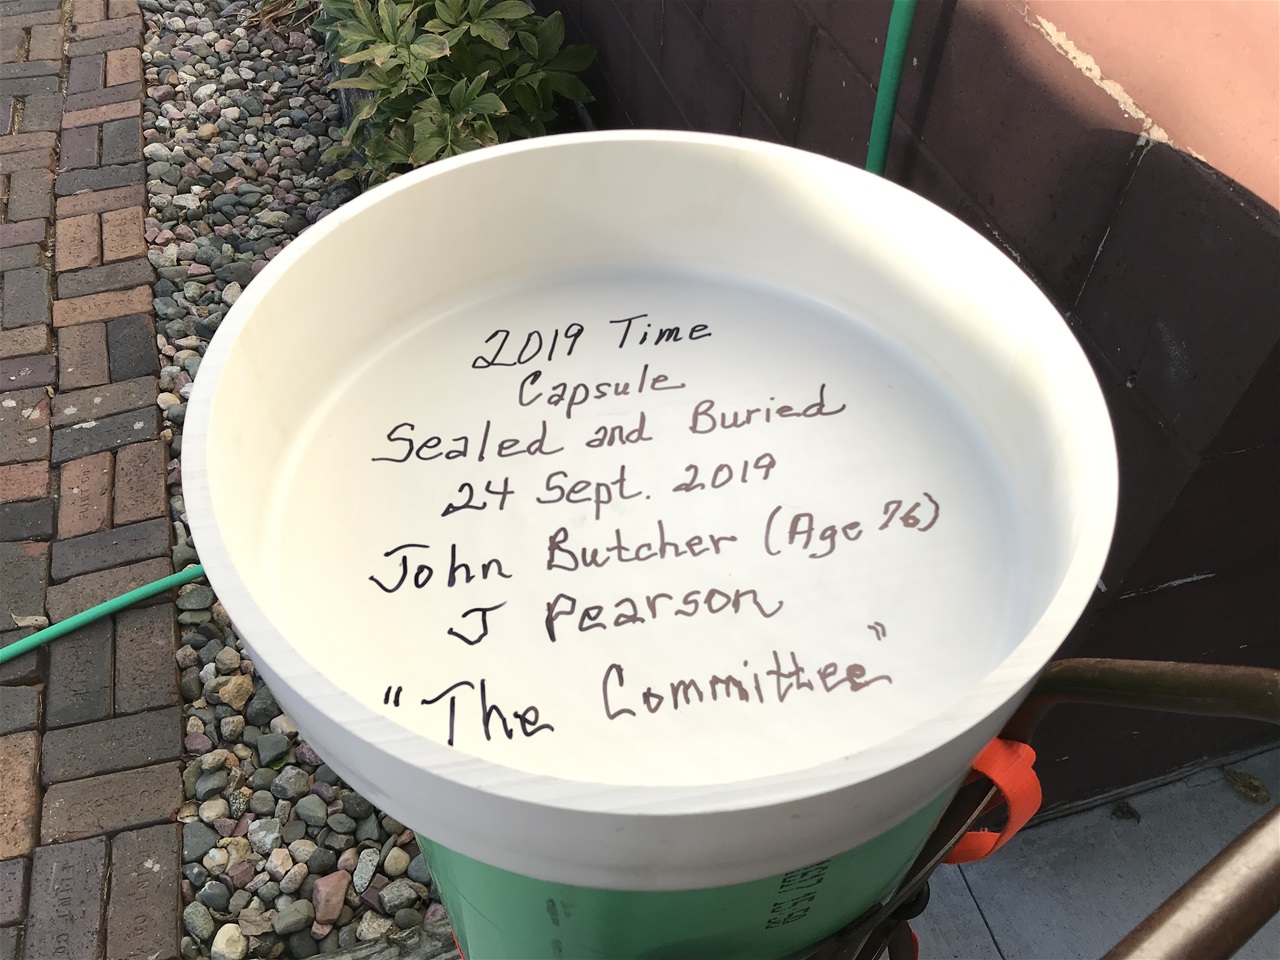 2019 Time
Capsule
Sealed and Buried
24 Sept. 2019
John Butcher (Age 76)
J Pearson
"The Committee"